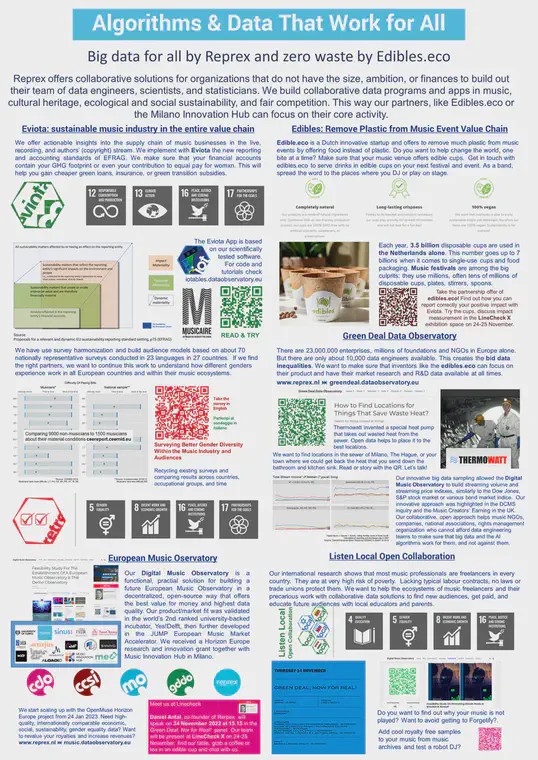 Algorithms & Data That Work for All
Big data for all by Reprex and zero waste by Edibles.eco
Reprex offers collaborative solutions for organizations that do not have the size, ambition, or finances to build out
their team of data engineers, scientists, and statisticians. We build collaborative data programs and apps in music,
cultural heritage, ecological and social sustainability, and fair competition. This way our partners, like Edibles.eco or
the Milano Innovation Hub can focus on their core activity.
Eviota: sustainable music industry in the entire value chain
We offer actionable insights into the supply chain of music businesses in the live,
recording, and authors' (copyright) stream. We implement with Eviota the new reporting
and accounting standards of EFRAG. We make sure that your financial accounts
contain your GHG footprint or even your contribution to equal pay for women. This will
help you gain cheaper green loans, insurance, or green transition subsidies.
eviota
12 RESPONSIBLE CONSUMPTION AND PRODUCTION
13 CLIMATE ACTION
16 PEACE, JUSTICE AND STRONG INSTITUTIONS
17 PARTNERSHIPS FOR THE GOALS
The Eviota App is based
on our scientifically
tested software.
For code and
tutorials check
iotables.dataobservatory.eu
MUSICAIRE
READ & TRY
We have using survey harmonization and build audience models based on about 70
nationally representative surveys conducted in 23 languages in 27 countries. If we find
the right partners, we want to continue this work to understand how different genders
experience work in all European countries and within their music ecosystems.
Difficulty Of Paying Bills
Comparing 9000 non-musicians to 1500 musicians
about their material conditions ceereport.ceemid.eu
Take the
survey in
English
Partecipi al
sondaggio in
italiano
Surveying Better Gender Diversity
Within the Music Industry and
Audiences
Recycling existing surveys and
comparing results across countries,
occupational groups, and time
retro
5 GENDER EQUALITY
8 DECENT WORK AND ECONOMIC GROWTH
16 PEACE, JUSTICE AND STRONG INSTITUTIONS
17 PARTNERSHIPS FOR THE GOALS
European Music Oservatory
Feasibility Study For The
Establishment Of A European
Music Observatory & The
Demo Observatory
Our Digital Music Observatory is a
functional, practial solution for building a
future European Music Observatory in a
decentralized, open-source way that offers
the best value for money and highest data
quality. Our product/market fit was validated
in the world's 2nd ranked university-backed
incubator, Yes!Delft, then further developed
in the JUMP European Music Market
Accelerator. We received a Horizon Europe
research and innovation grant together with
Music Innovation Hub in Milano.
cdo
ccsi
mo
gedo
reprex
We start scaling up with the OpenMuse Horizon
Europe project from 24 Jan 2023. Need high-
quality, internationally comparable economic,
social, sustainability, gender equality data? Want
to revalue your royalties and increase revenues?
www.reprex.nl music.dataobservatory.eu
Meet us at Linecheck
Daniel Antal, co-founder of Reprex, will
speak on 24 November 2022 at 15.15 in the
Green Deal, Now for Real! panel. Our team
will be present at LineCheck X on 24-25
November. Find our table, grab a coffee or
tea in an edible cup and chat with us.
Edibles: Remove Plastic from Music Event Value Chain
Edible.eco is a Dutch innovative startup and offers to remove much plastic from music
events by offering food instead of plastic. Do you want to help change the world, one
bite at a time? Make sure that your music venue offers edible cups. Get in touch with
edibles.eco to serve drinks in edible cups on your next festival and event. As a band,
spread the word to the places where you DJ or play on stage.
Completely natural
Long-lasting crispness
100% vegan
Each year, 3.5 billion disposable cups are used in
the Netherlands alone. This number goes up to 7
billions when it comes to single-use cups and food
packaging. Music festivals are among the big
culprits: they use millions, often tens of millions of
disposable cups, plates, stirrers, spoons.
Take the partnership offer of
edibles.eco! Find out how you can
report correctly your positive impact with
Eviota. Try the cups, discuss impact
measurement in the LineCheck X
exhibition space on 24-25 November.
Green Deal Data Observatory
There are 23,000,000 enterprises, millions of foundations and NGOs in Europe alone.
But there are only about 10,000 data engineers available. This creates the bid data
inequalities. We want to make sure that inventors like the edibles.eco can focus on
their product and have their market research and R&D data available at all times.
www.reprex.nl greendeal.dataobservatory.eu
How to Find Locations for
Things That Save Waste Heat?
Thermowatt invented a special heat pump
that takes out wasted heat from the
sewer. Open data helps to place it to the
best locations.
THERMOWATT
We want to find locations in the sewer of Milano, The Hague, or your
town where we could get back the heat that you send down the
bathroom and kitchen sink. Read or story with the QR. Let's talk!
Our innovative big data sampling allowed the Digital
Music Observatory to build streaming volume and
streaming price indexes, similarly to the Dow Jones,
S&P stock market or various bond market indice. Our
innovative approach was highlighted in the DCMS
inquiry and the Music Creators' Earning in the UK.
Our collaborative, open approach helps music NGOs,
companies, national associations, rights management
organization who cannot afford data engineering
teams to make sure that big data and the AI
algorithms work for them, and not against them.
Listen Local Open Collaboration
Our international research shows that most music professionals are freelancers in every
country. They are at very high risk of poverty. Lacking typical labour contracts, no laws or
trade unions protect them. We want to help the ecosystems of music freelancers and their
precarious work with collaborative data solutions to find new audiences, get paid, and
educate future audiences with local educators and parents.
Listen Local
Open Collaboration
4 QUALITY EDUCATION
5 GENDER EQUALITY
8 DECENT WORK AND ECONOMIC GROWTH
16 PEACE, JUSTICE AND STRONG INSTITUTIONS
THURSDAY 24 NOVEMBER
GREEN DEAL, NOW FOR REAL!
Do you want to find out why your music is not
played? Want to avoid getting to Forgetify?
Add cool royalty free samples
to your music from music
archives and test a robot DJ?